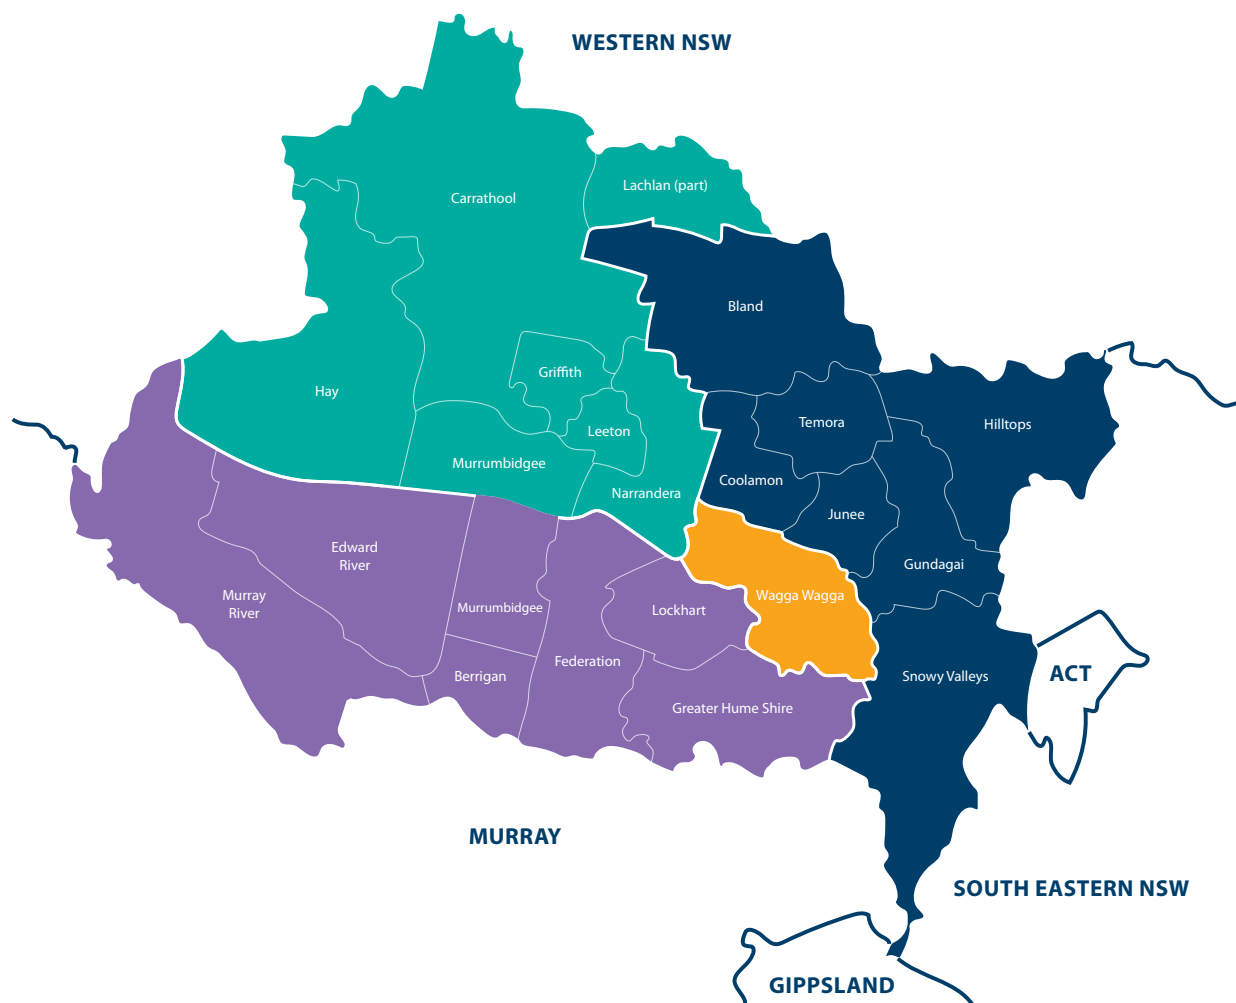 WESTERN NSW
Lachlan (part)
Carrathool
Bland
Griffith
Hay
Temora
Hilltops
Leeton
Murrumbidgee
Coolamon
Narrandera
Junee
Edward
River
Gundagai
Murray
River
Wagga Wagga
Murrumbidgee
Lockhart
Federation
Berrigan
Snowy Valleys
ACT
Greater Hume Shire
MURRAY
SOUTH EASTERN NSW
GIPPSLAND